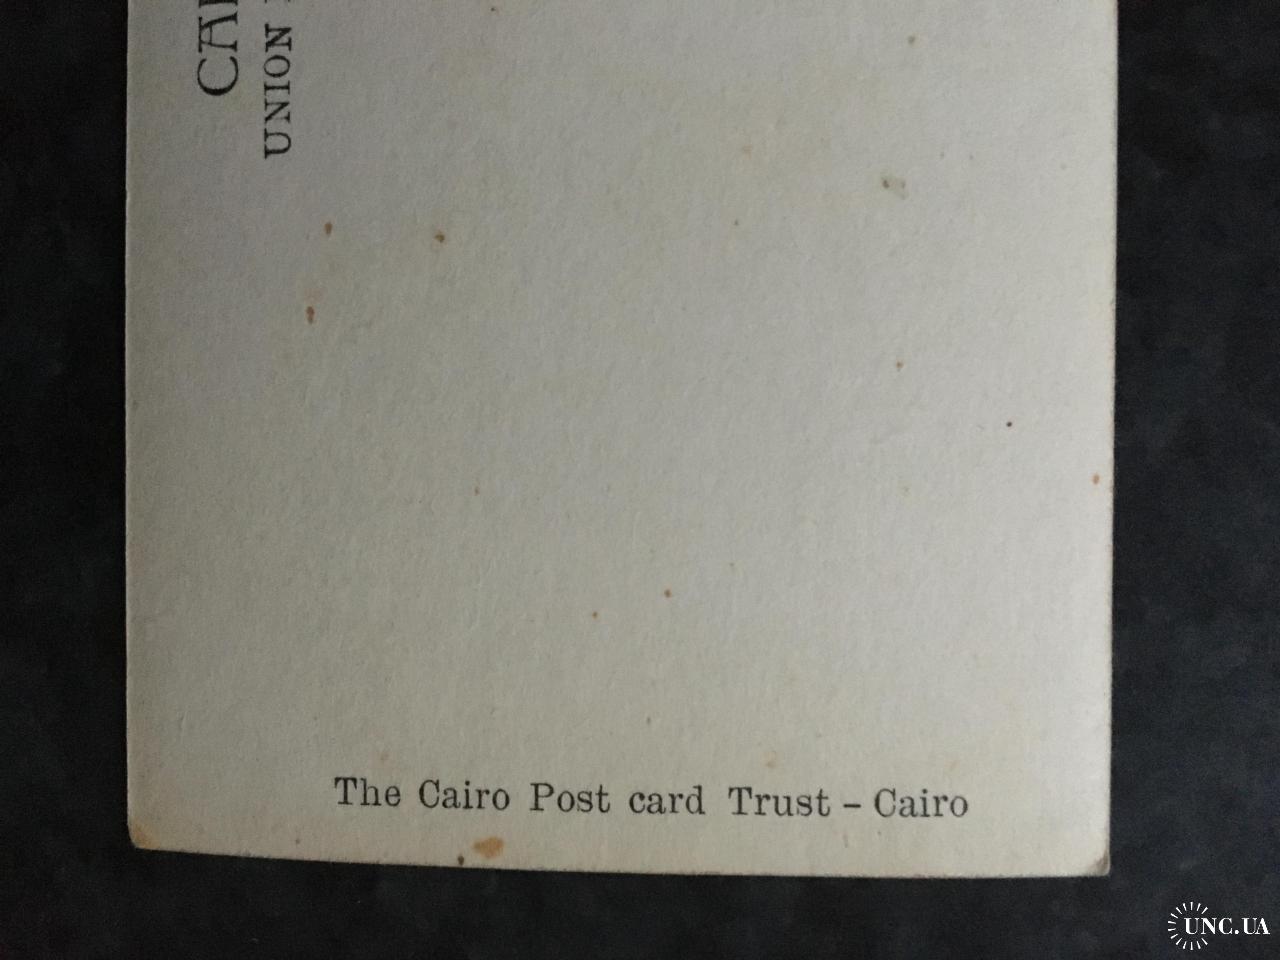 UNION
The Cairo Post card Trust – Cairo
UNC.UA